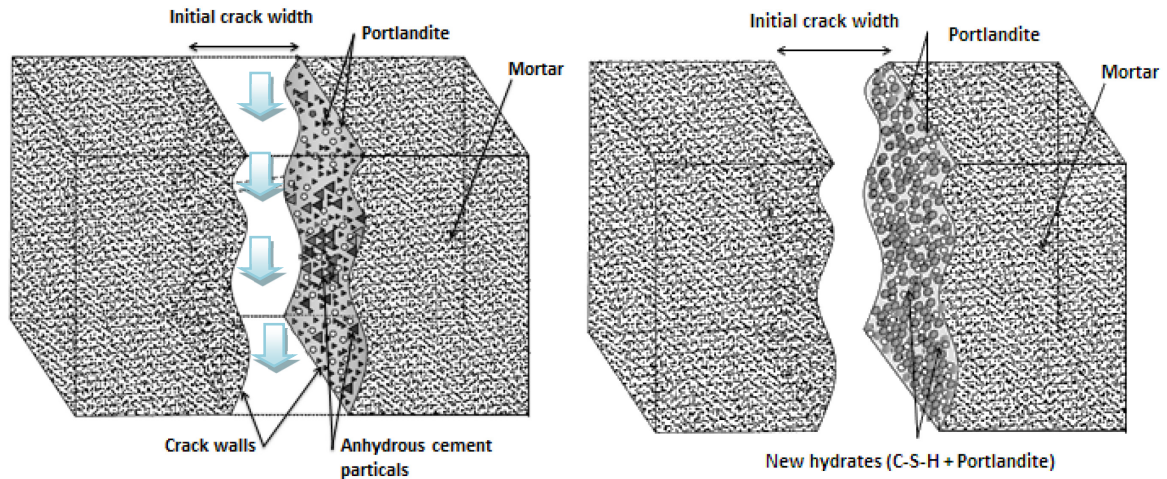 Initial crack width
Portlandite
Mortar
Crack walls
Anhydrous cement
particals
Initial crack width
Portlandite
Mortar
New hydrates (C-S-H + Portlandite)